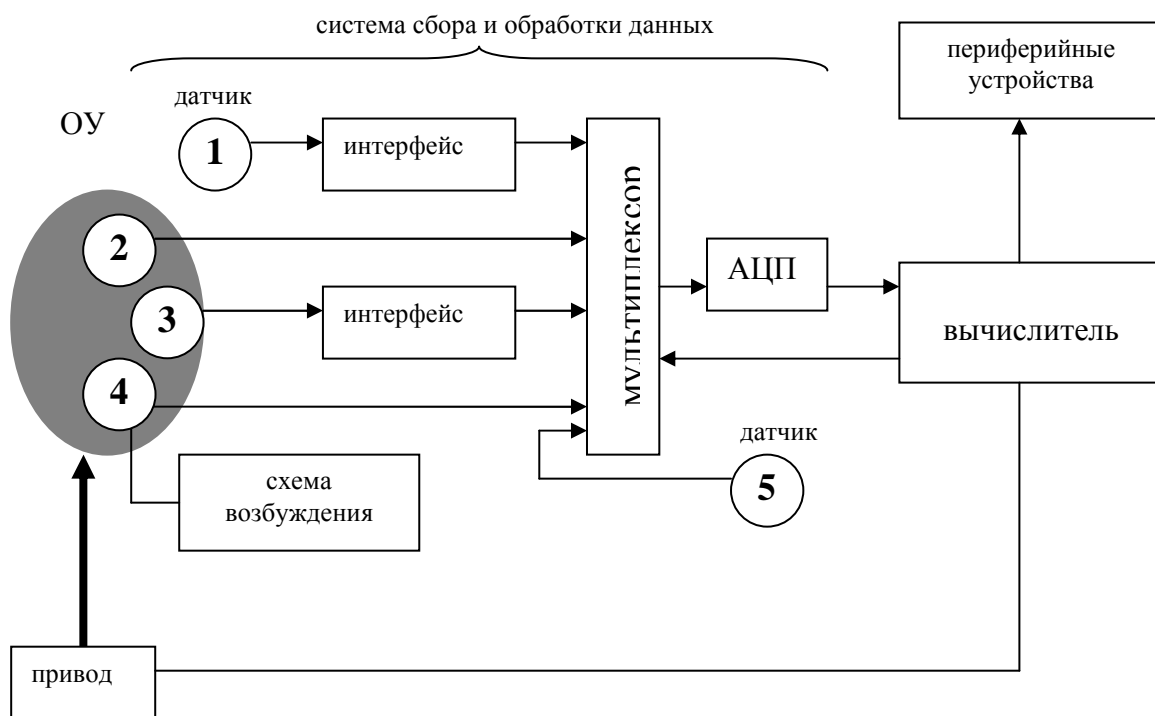 система сбора и обработки данных
периферийные
устройства
датчик
ОУ
1
интерфейс
мультиплексор
2
АЦП
3
интерфейс
вычислитель
4
датчик
5
схема
возбуждения
привод